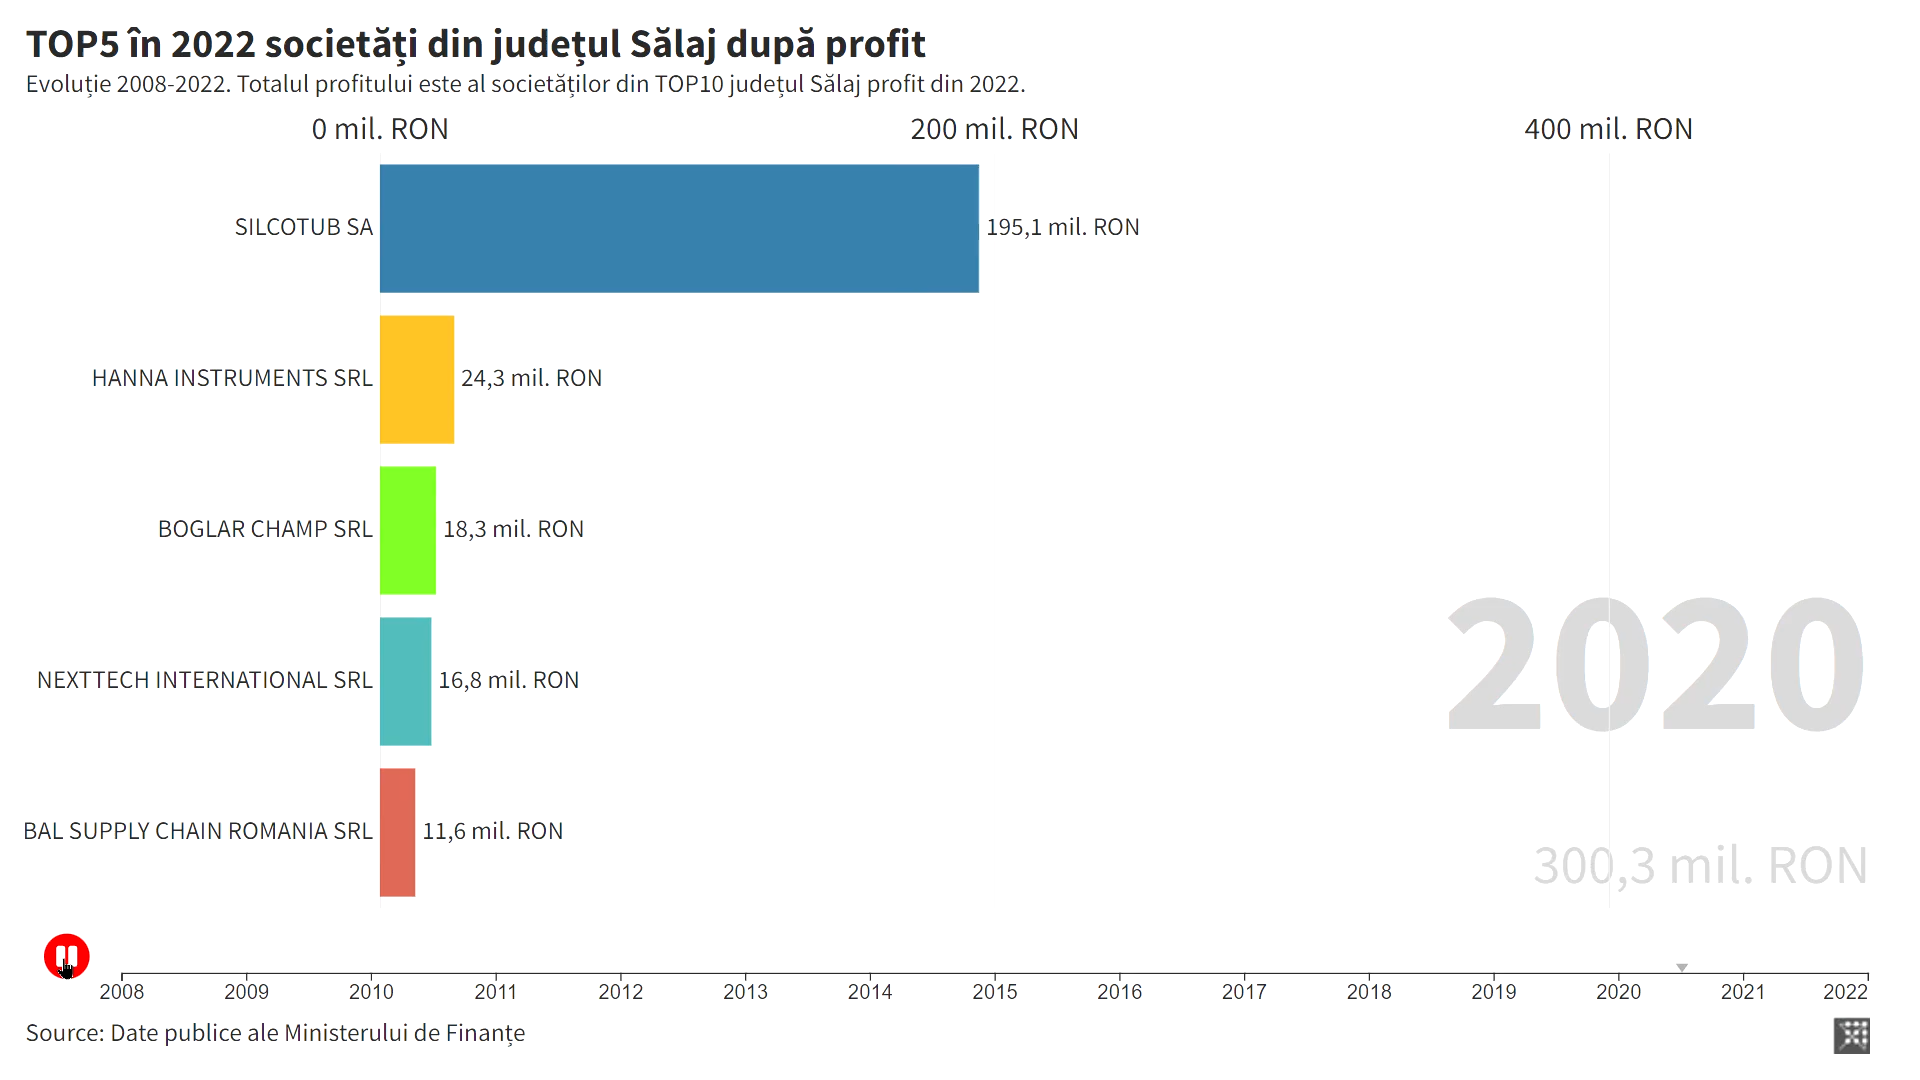 TOP5 în 2022 societăți din județul Sălaj după profit
Evoluție 2008-2022. Totalul profitului este al societăților din TOP10 județul Sălaj profit din 2022.
0 mil. RON 200 mil. RON 400 mil. RON
SILCOTUB SA 195,1 mil. RON
HANNA INSTRUMENTS SRL 24,3 mil. RON
BOGLAR CHAMP SRL 18,3 mil. RON
NEXTTECH INTERNATIONAL SRL 16,8 mil. RON
2020
BAL SUPPLY CHAIN ROMANIA SRL 11,6 mil. RON
300,3 mil. RON
2008 2009 2010 2011 2012 2013 2014 2015 2016 2017 2018 2019 2020 2021 2022
Source: Date publice ale Ministerului de Finanțe